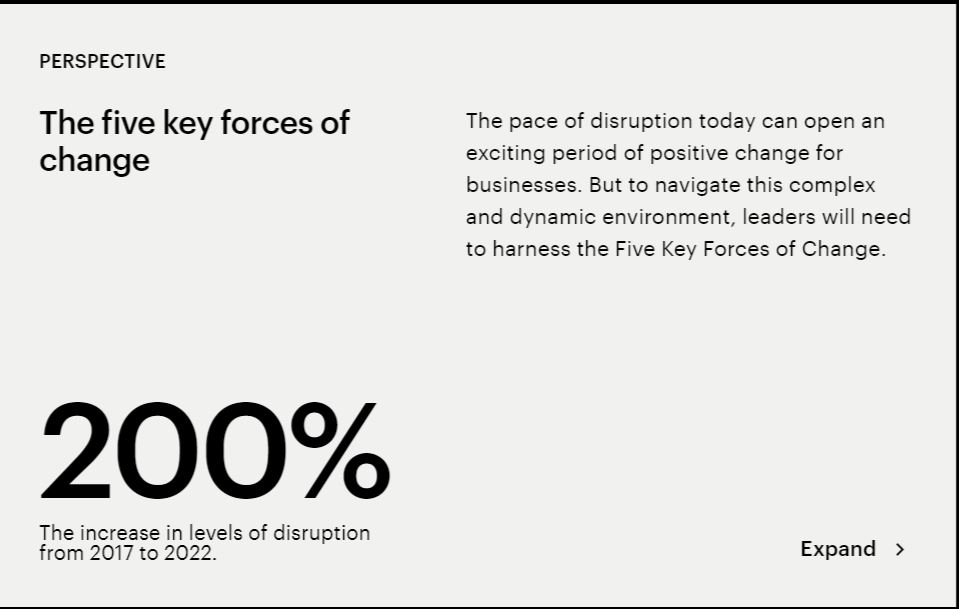 PERSPECTIVE
The five key forces of
change
The pace of disruption today can open an
exciting period of positive change for
businesses. But to navigate this complex
and dynamic environment, leaders will need
to harness the Five Key Forces of Change.
200%
The increase in levels of disruption
from 2017 to 2022.
Expand